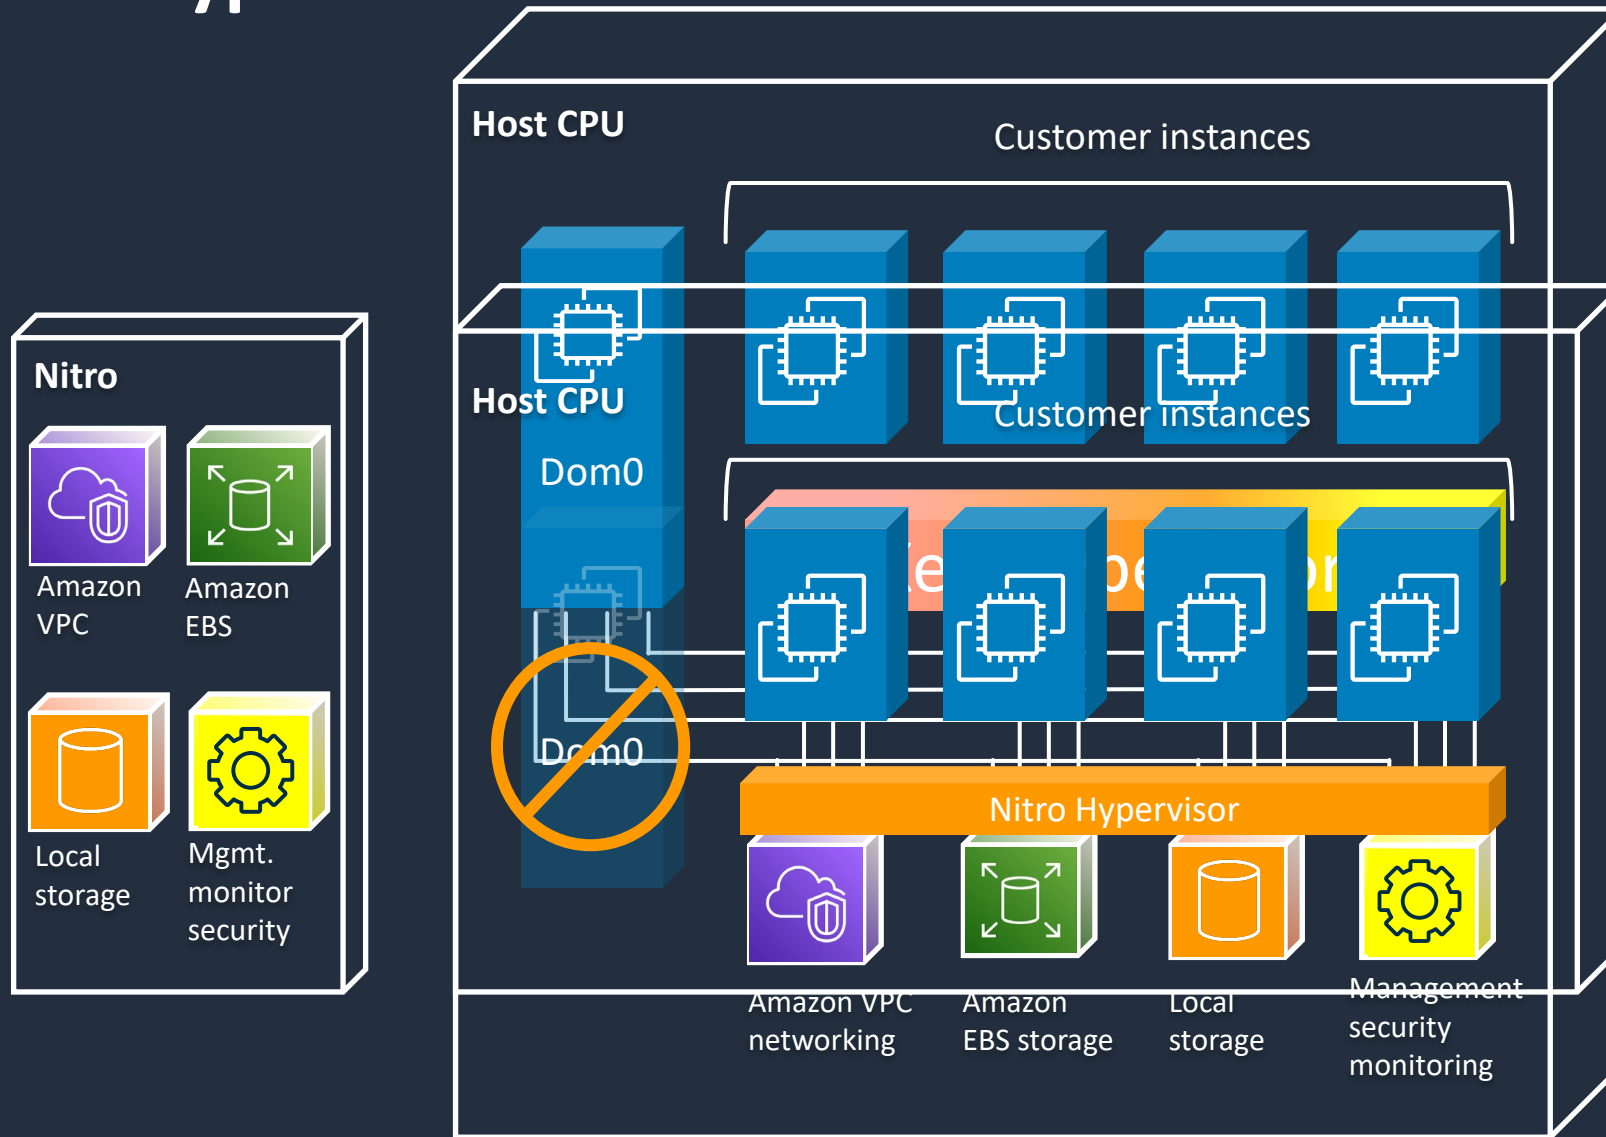 Host CPU
Customer instances
Nitro
Host CPU
Customer instances
Dom0
Amazon
VPC
Amazon
EBS
Dom0
Nitro Hypervisor
Local
storage
Mgmt.
monitor
security
Amazon VPC
networking
Amazon
EBS storage
Local
storage
Management
security
monitoring